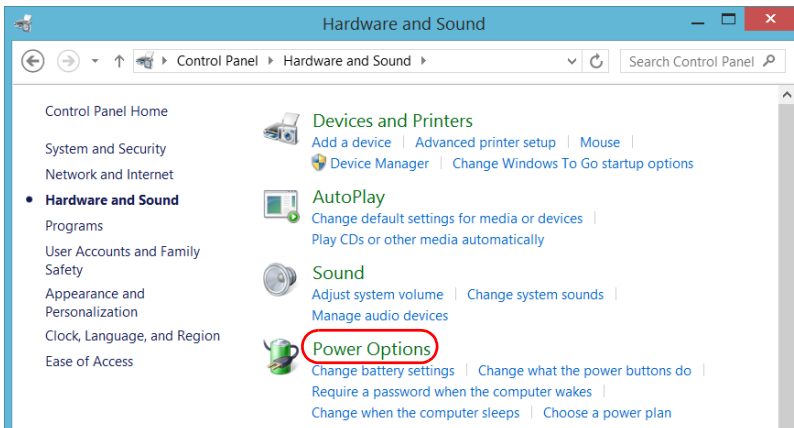 Hardware and Sound
Control Panel Hardware and Sound
Search Control Panel
Control Panel Home
System and Security
Network and Internet
Hardware and Sound
Programs
User Accounts and Family
Safety
Appearance and
Personalization
Clock, Language, and Region
Ease of Access
Devices and Printers
Add a device Advanced printer setup Mouse
Device Manager Change Windows To Go startup options
AutoPlay
Change default settings for media or devices
Play CDs or other media automatically
Sound
Adjust system volume Change system sounds
Manage audio devices
Power Options
Change battery settings Change what the power buttons do
Require a password when the computer wakes
Change when the computer sleeps Choose a power plan